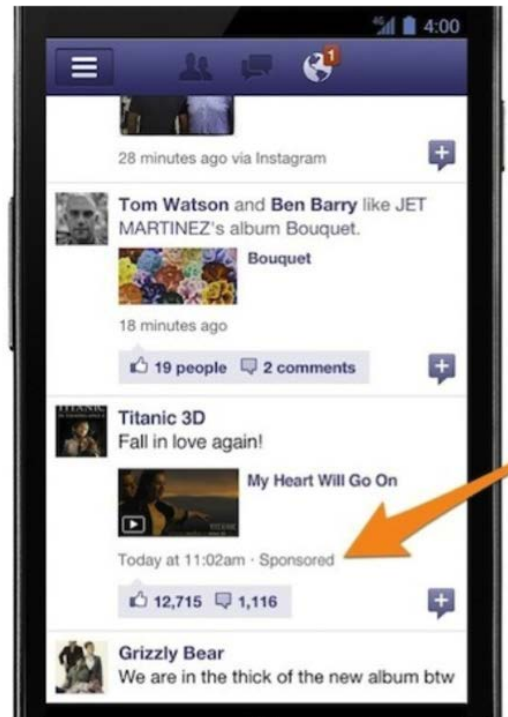 4G 4:00
1
28 minutes ago via Instagram
Tom Watson and Ben Barry like JET
MARTINEZ's album Bouquet.
Bouquet
18 minutes ago
19 people 2 comments
TITANIC
Titanic 3D
Fall in love again!
My Heart Will Go On
TITANIC
Today at 11:02am · Sponsored
12,715 1,116
Grizzly Bear
We are in the thick of the new album btw